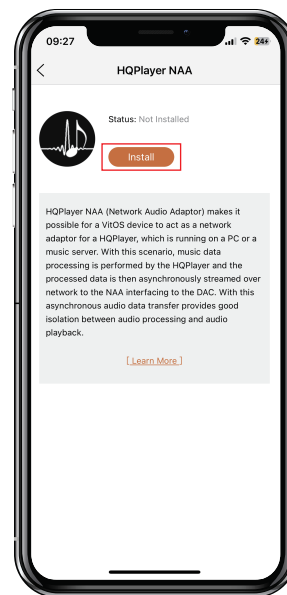 09:27
246
HQPlayer NAA
Status: Not Installed
Install
HQPlayer NAA (Network Audio Adaptor) makes it
possible for a VitOS device to act as a network
adaptor for a HQPlayer, which is running on a PC or a
music server. With this scenario, music data
processing is performed by the HQPlayer and the
processed data is then asynchronously streamed over
network to the NAA interfacing to the DAC. With this
asynchronous audio data transfer provides good
isolation between audio processing and audio
playback.
[ Learn More ]